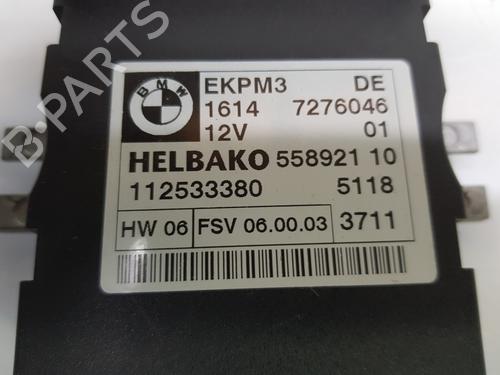 BMW
EKPM3 DE
1614 7276046
12V 01
HELBAKO 558921 10
112533380 5118
HW 06 FSV 06.00.03 3711
B-PARTS